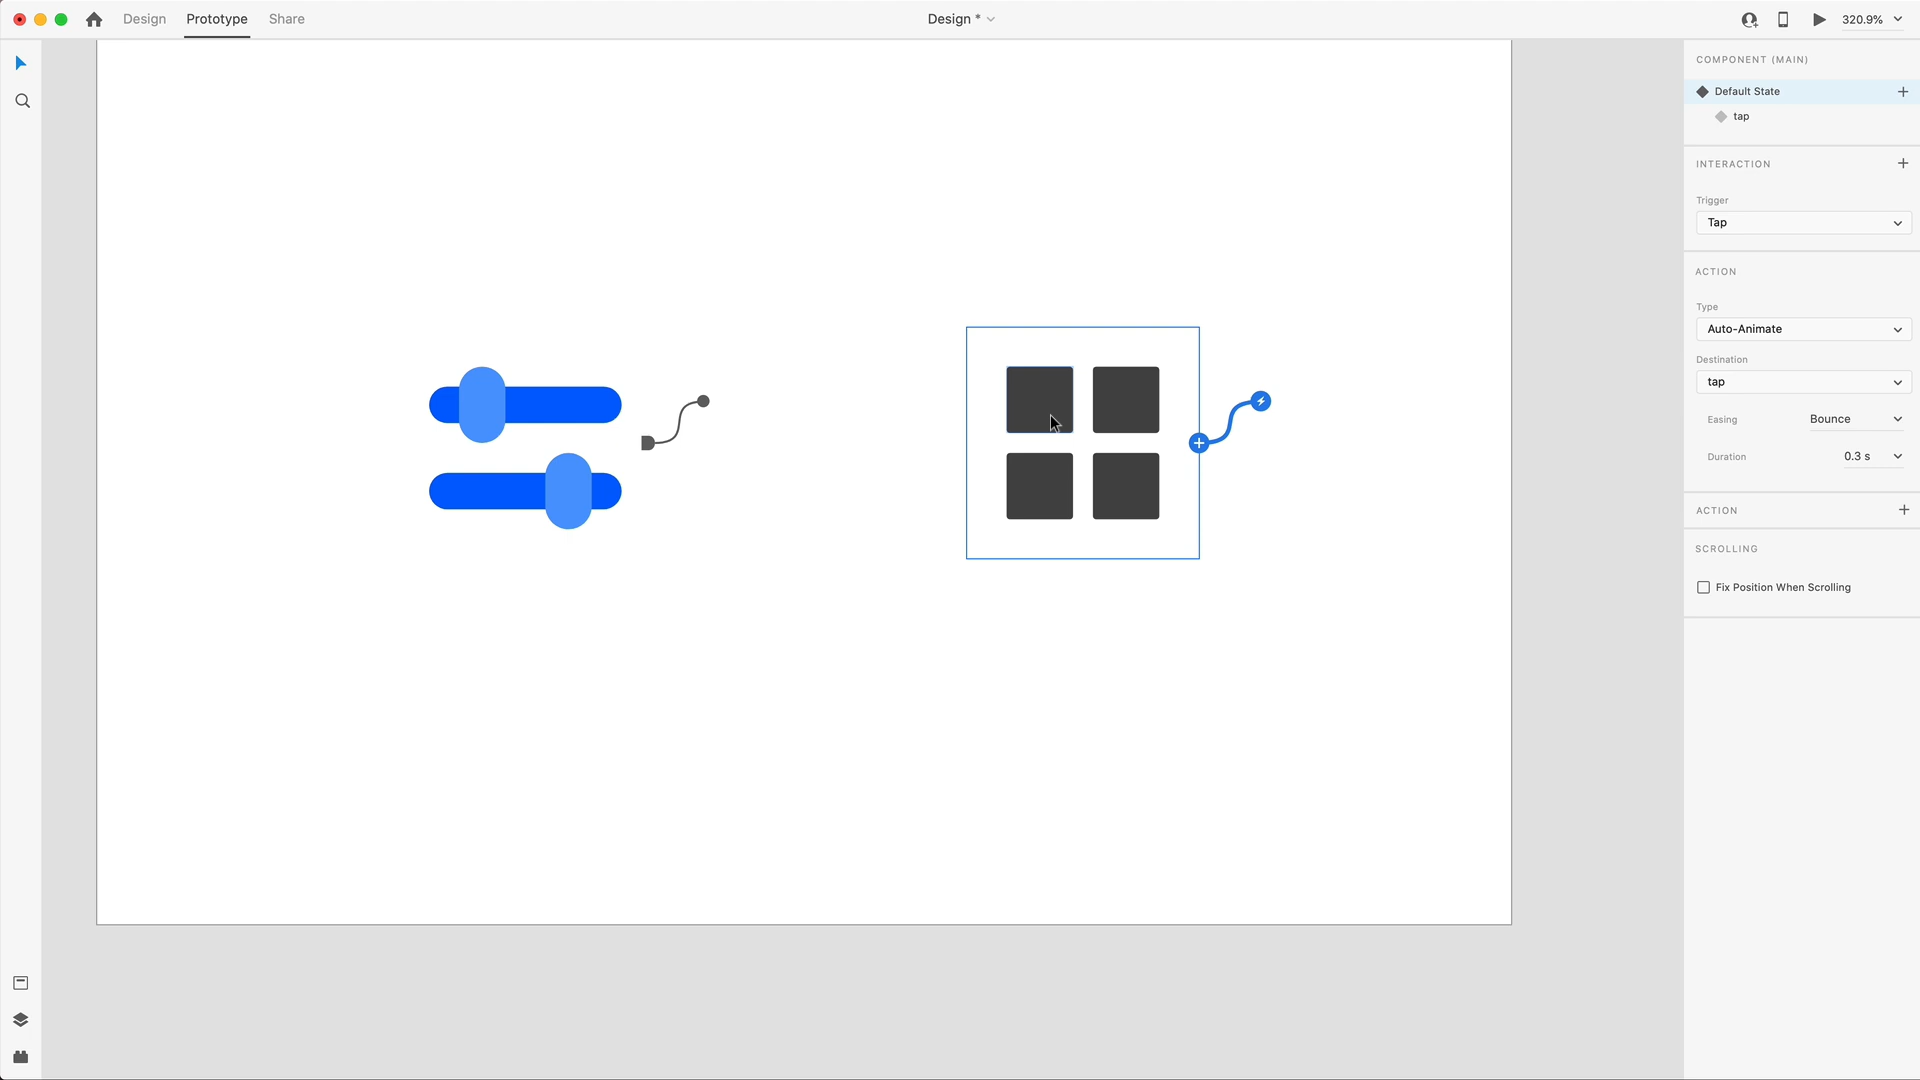 Design
Prototype
Share
Design *
320.9%
COMPONENT (MAIN)
Default State
tap
INTERACTION
Trigger
Tap
ACTION
Type
Auto-Animate
Destination
tap
Easing
Bounce
Duration
0.3 s
ACTION
SCROLLING
Fix Position When Scrolling